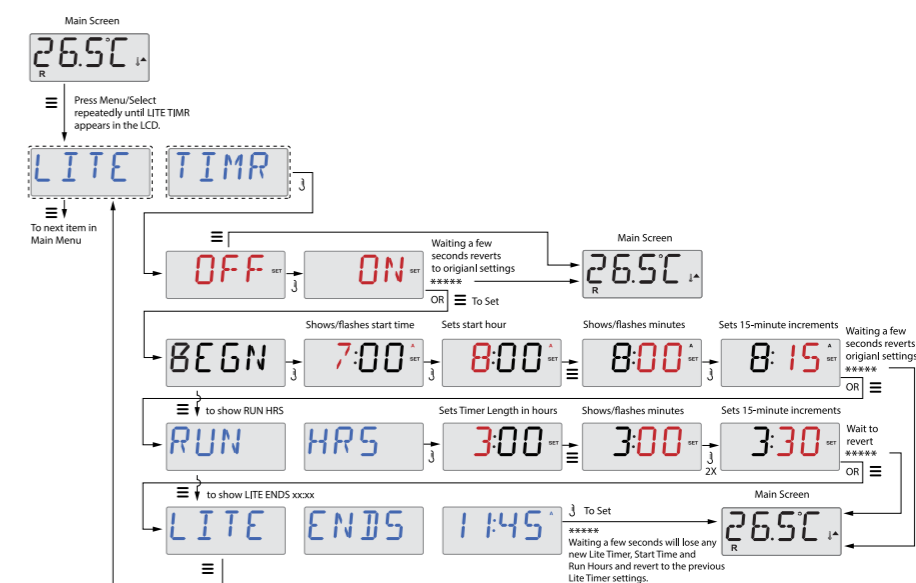 Main Screen
26.5°C
R
Press Menu/Select
repeatedly until LITE TIMR
appears in the LCD.
LITE TIMR
To next item in
Main Menu
OFF SET
ON SET
Waiting a few
seconds reverts
to origianl settings
*****
OR
To Set
Main Screen
26.5°C
R
BEGN
Shows/flashes start time
7:00 A SET
Sets start hour
8:00 A SET
Shows/flashes minutes
8:00 A SET
Sets 15-minute increments
8:15 A SET
Waiting a few
seconds reverts
origianl settings
*****
OR
to show RUN HRS
RUN HRS
Sets Timer Length in hours
3:00 SET
Shows/flashes minutes
3:00 SET
2X
Sets 15-minute increments
3:30 SET
Wait to
revert
*****
OR
to show LITE ENDS xx:xx
LITE ENDS 11:45 A
To Set
*****
Waiting a few seconds will lose any
new Lite Timer, Start Time and
Run Hours and revert to the previous
Lite Timer settings.
Main Screen
26.5°C
R